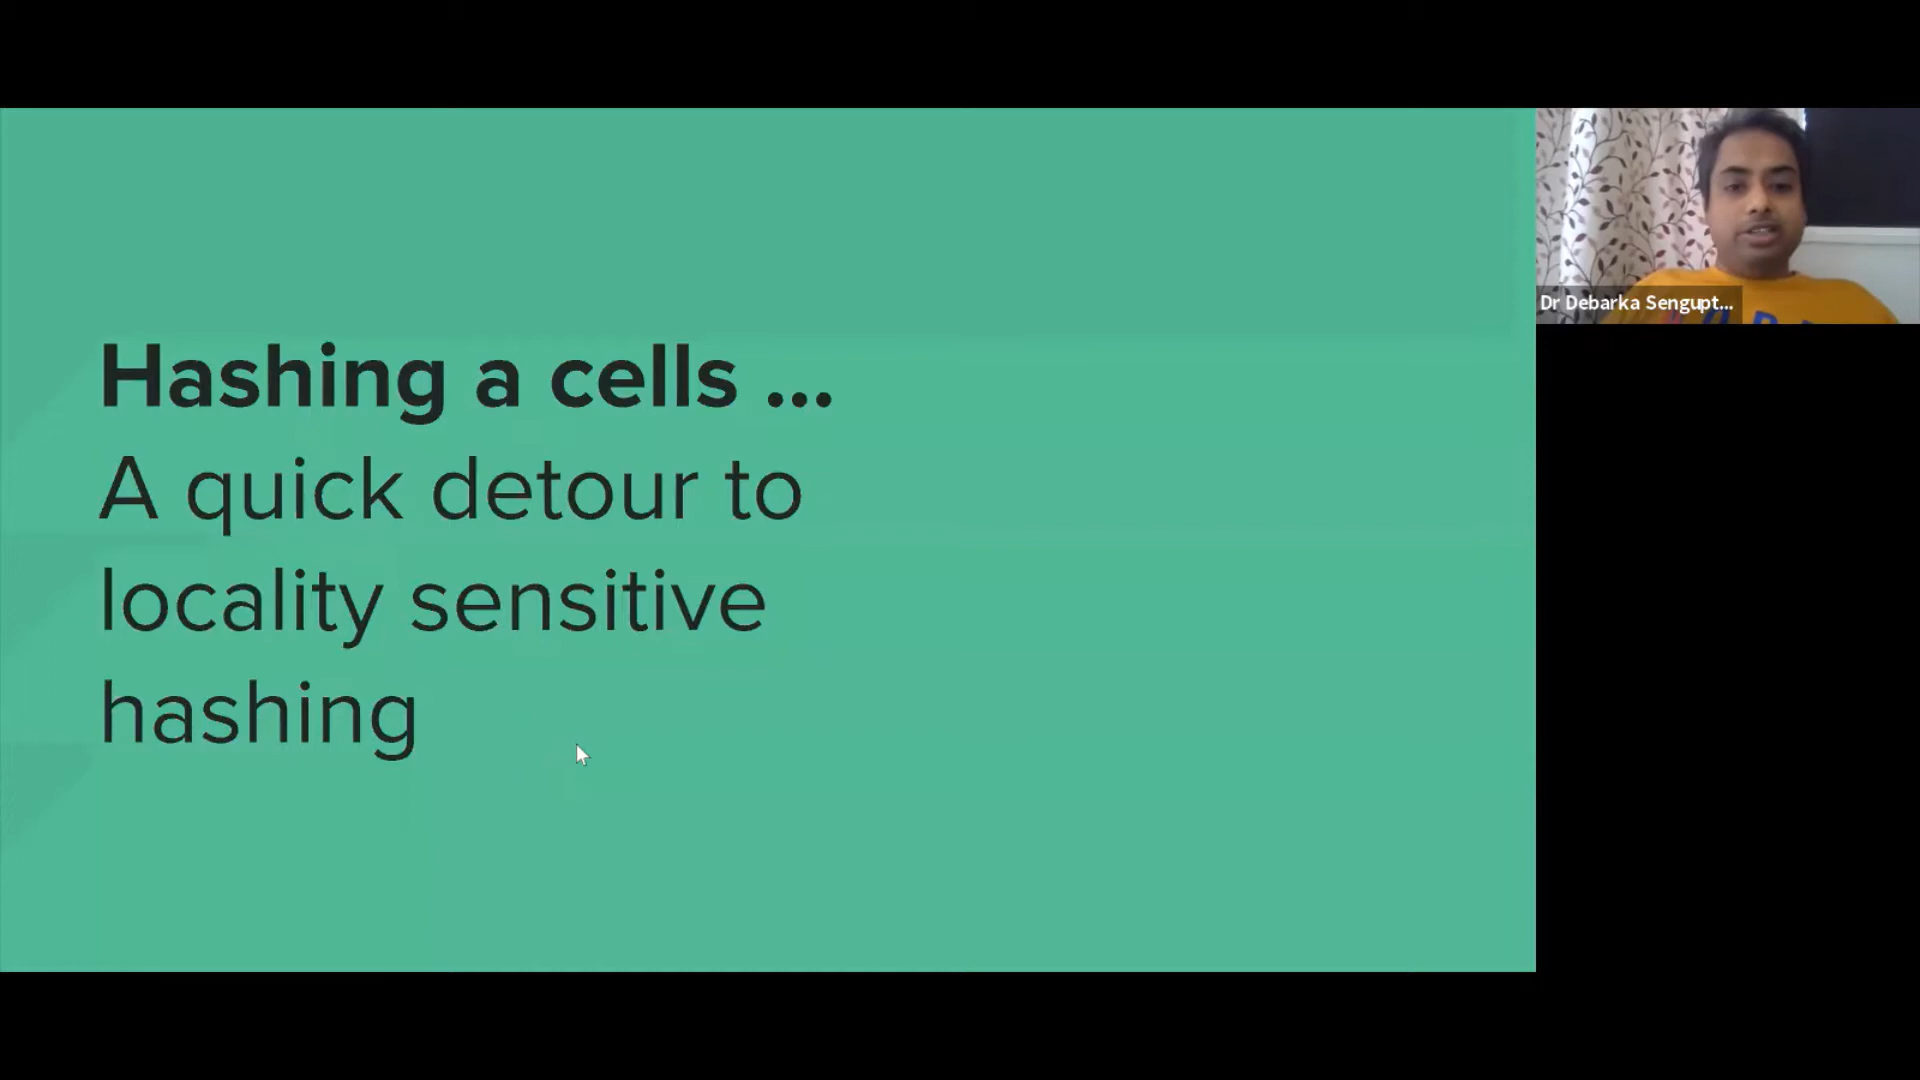 Hashing a cells ...
A quick detour to
locality sensitive
hashing
Dr Debarka Sengupt...